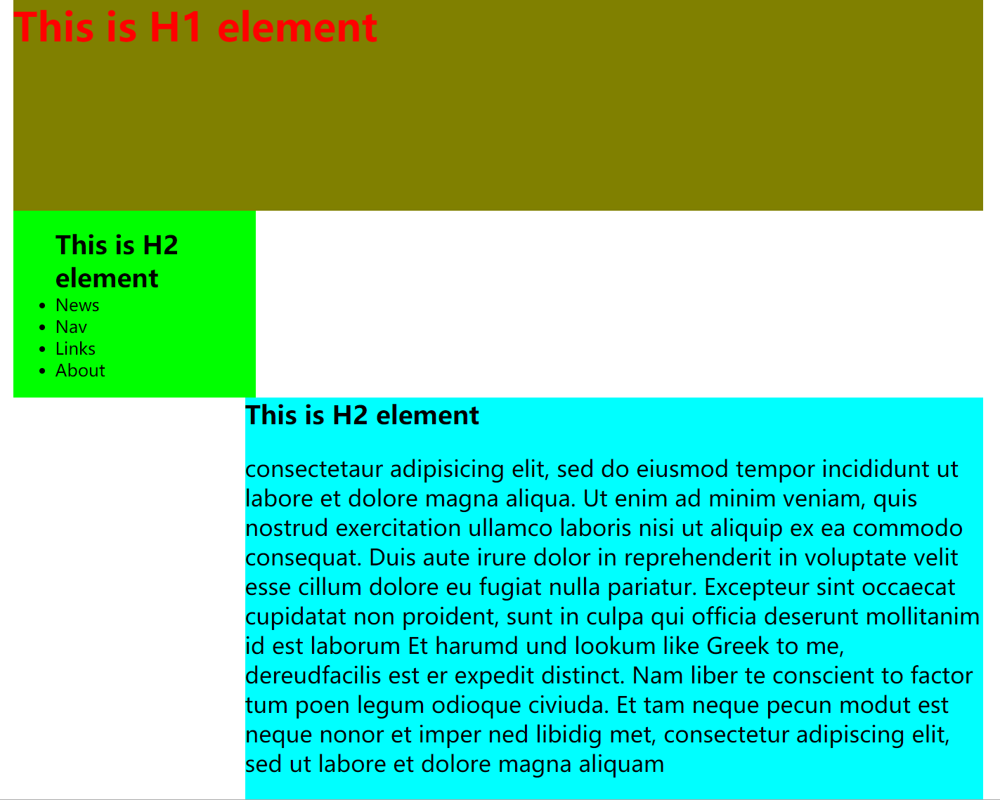 This is H1 element
This is H2
element
News
Nav
Links
About
This is H2 element
consectetaur adipisicing elit, sed do eiusmod tempor incididunt ut
labore et dolore magna aliqua. Ut enim ad minim veniam, quis
nostrud exercitation ullamco laboris nisi ut aliquip ex ea commodo
consequat. Duis aute irure dolor in reprehenderit in voluptate velit
esse cillum dolore eu fugiat nulla pariatur. Excepteur sint occaecat
cupidatat non proident, sunt in culpa qui officia deserunt mollitanim
id est laborum Et harumd und lookum like Greek to me,
dereudfacilis est er expedit distinct. Nam liber te conscient to factor
tum poen legum odioque civiuda. Et tam neque pecun modut est
neque nonor et imper ned libidig met, consectetur adipiscing elit,
sed ut labore et dolore magna aliquam